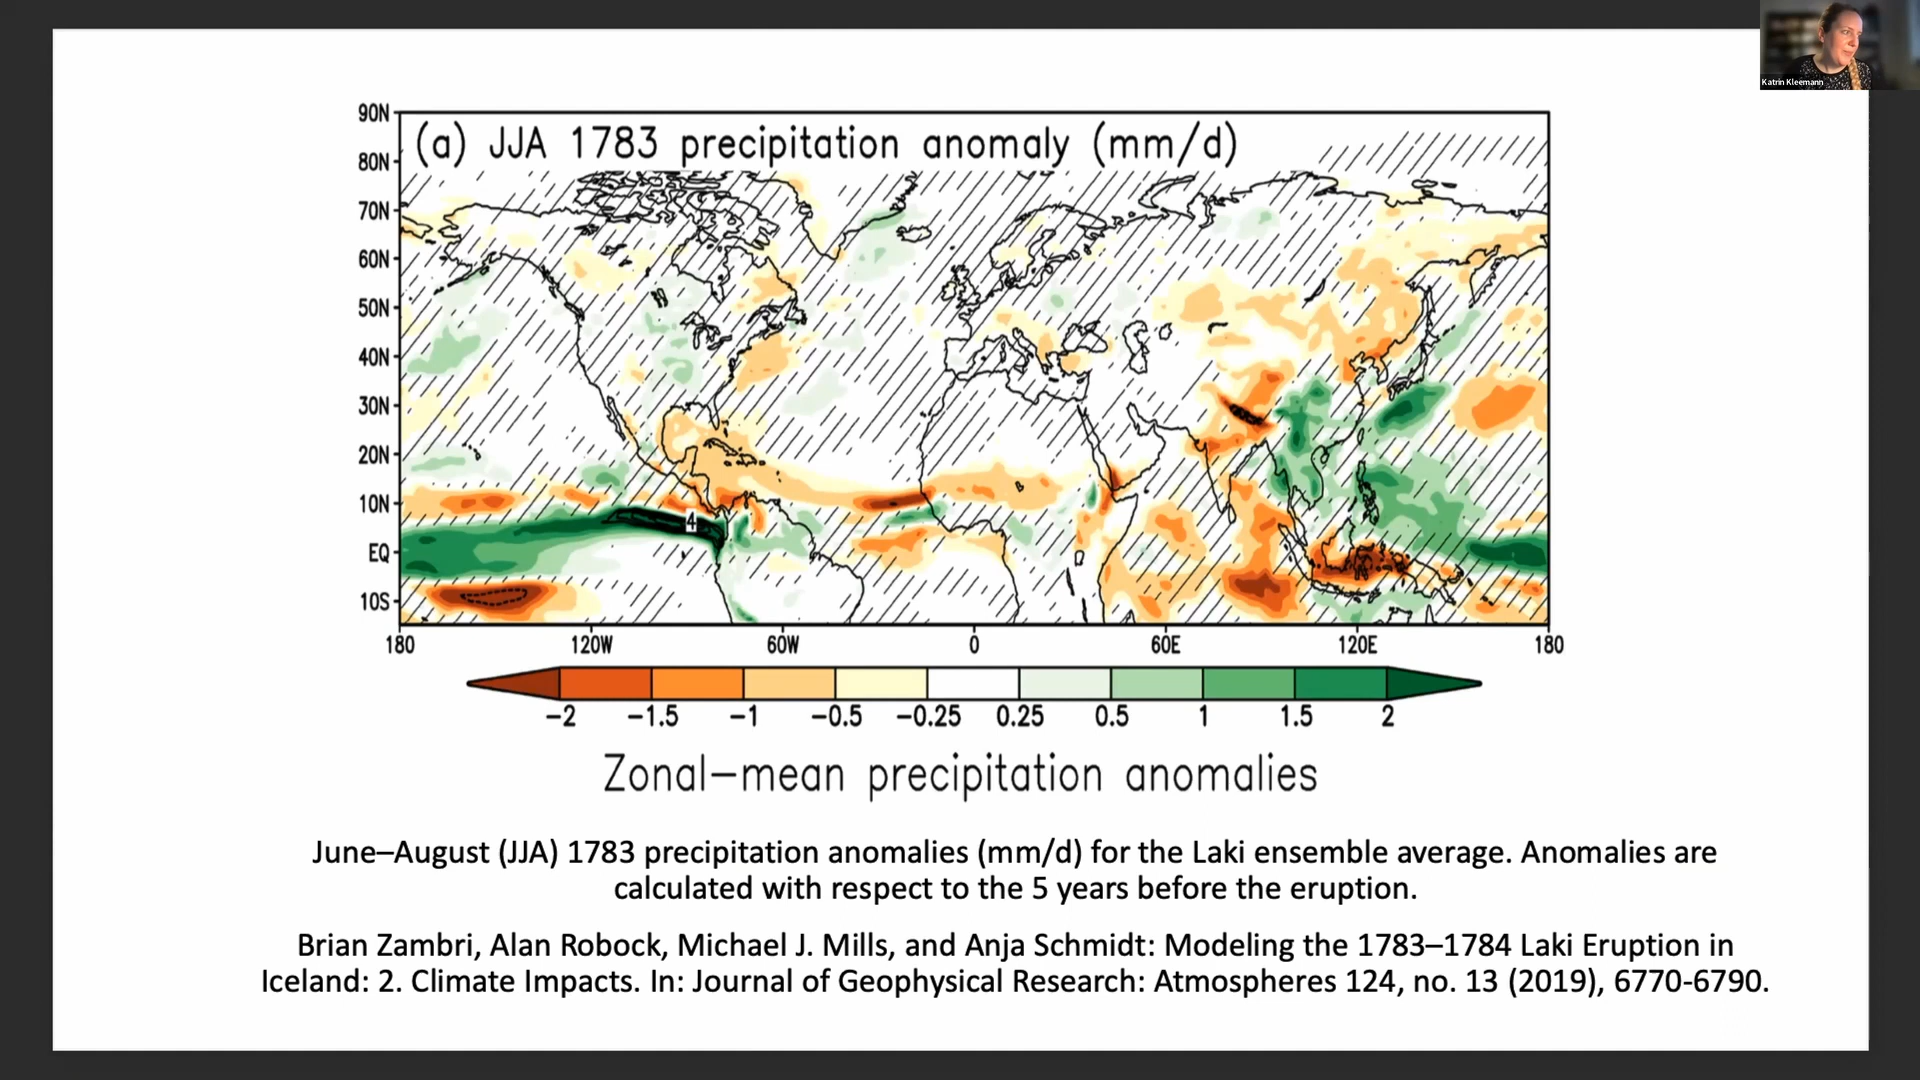 Katrin Kleemann
(a) JJA 1783 precipitation anomaly (mm/d)
90N
80N
70N
60N
50N
40N
30N
20N
10N
EQ
10S
4
180 120W 60W 0 60E 120E 180
−2 −1.5 −1 −0.5 −0.25 0.25 0.5 1 1.5 2
Zonal−mean precipitation anomalies
June–August (JJA) 1783 precipitation anomalies (mm/d) for the Laki ensemble average. Anomalies are
calculated with respect to the 5 years before the eruption.
Brian Zambri, Alan Robock, Michael J. Mills, and Anja Schmidt: Modeling the 1783–1784 Laki Eruption in
Iceland: 2. Climate Impacts. In: Journal of Geophysical Research: Atmospheres 124, no. 13 (2019), 6770-6790.